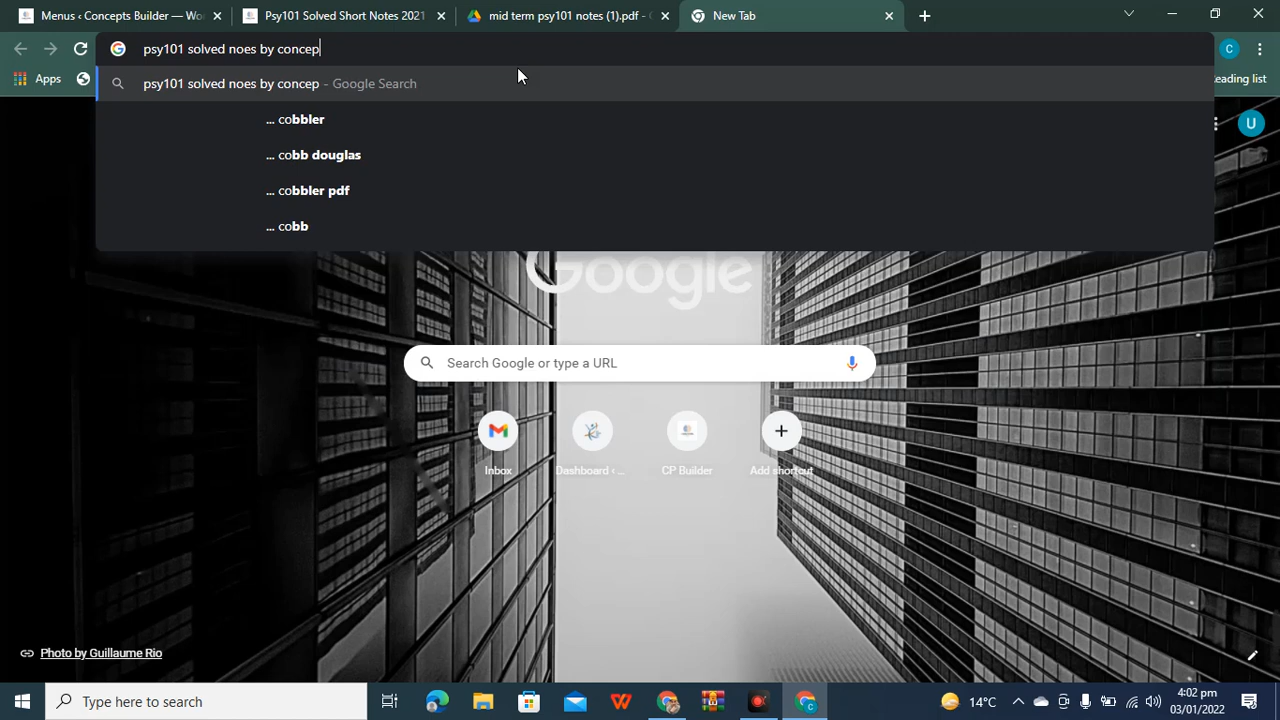 Menus ‹ Concepts Builder — Wo
Psy101 Solved Short Notes 2021
mid term psy101 notes (1).pdf - G
New Tab
psy101 solved noes by concep
C
Apps
eading list
psy101 solved noes by concep - Google Search
... cobbler
U
... cobb douglas
... cobbler pdf
... cobb
Google
Search Google or type a URL
Inbox
Dashboard ‹ ...
CP Builder
Add shortcut
Photo by Guillaume Rio
Type here to search
14°C
4:02 pm
03/01/2022